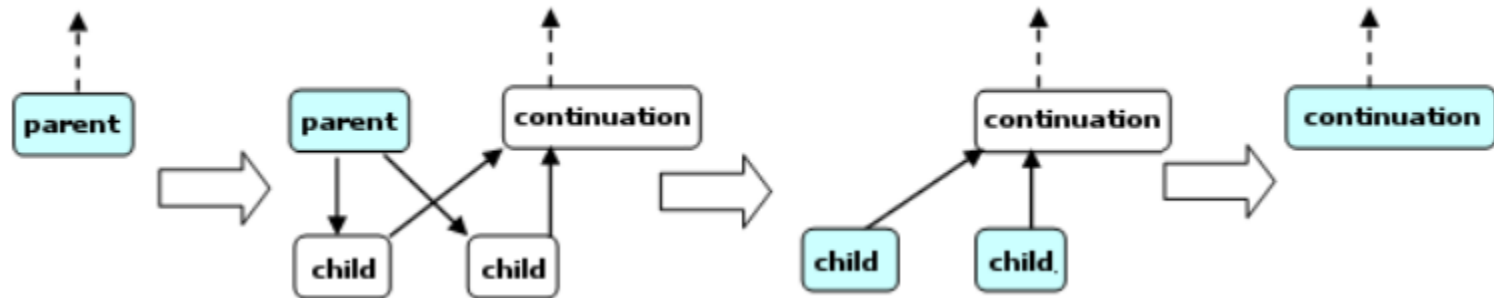 parent
parent
continuation
child
child
continuation
child
child
continuation